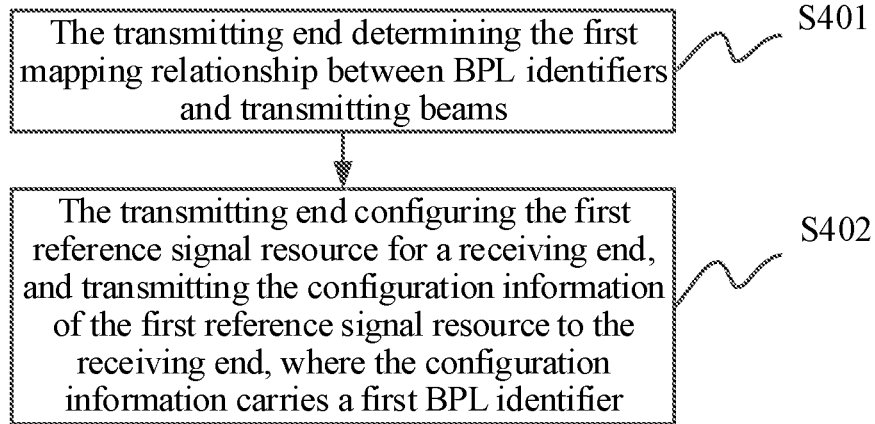 The transmitting end determining the first
mapping relationship between BPL identifiers
and transmitting beams
S401
The transmitting end configuring the first
reference signal resource for a receiving end,
and transmitting the configuration information
of the first reference signal resource to the
receiving end, where the configuration
information carries a first BPL identifier
S402